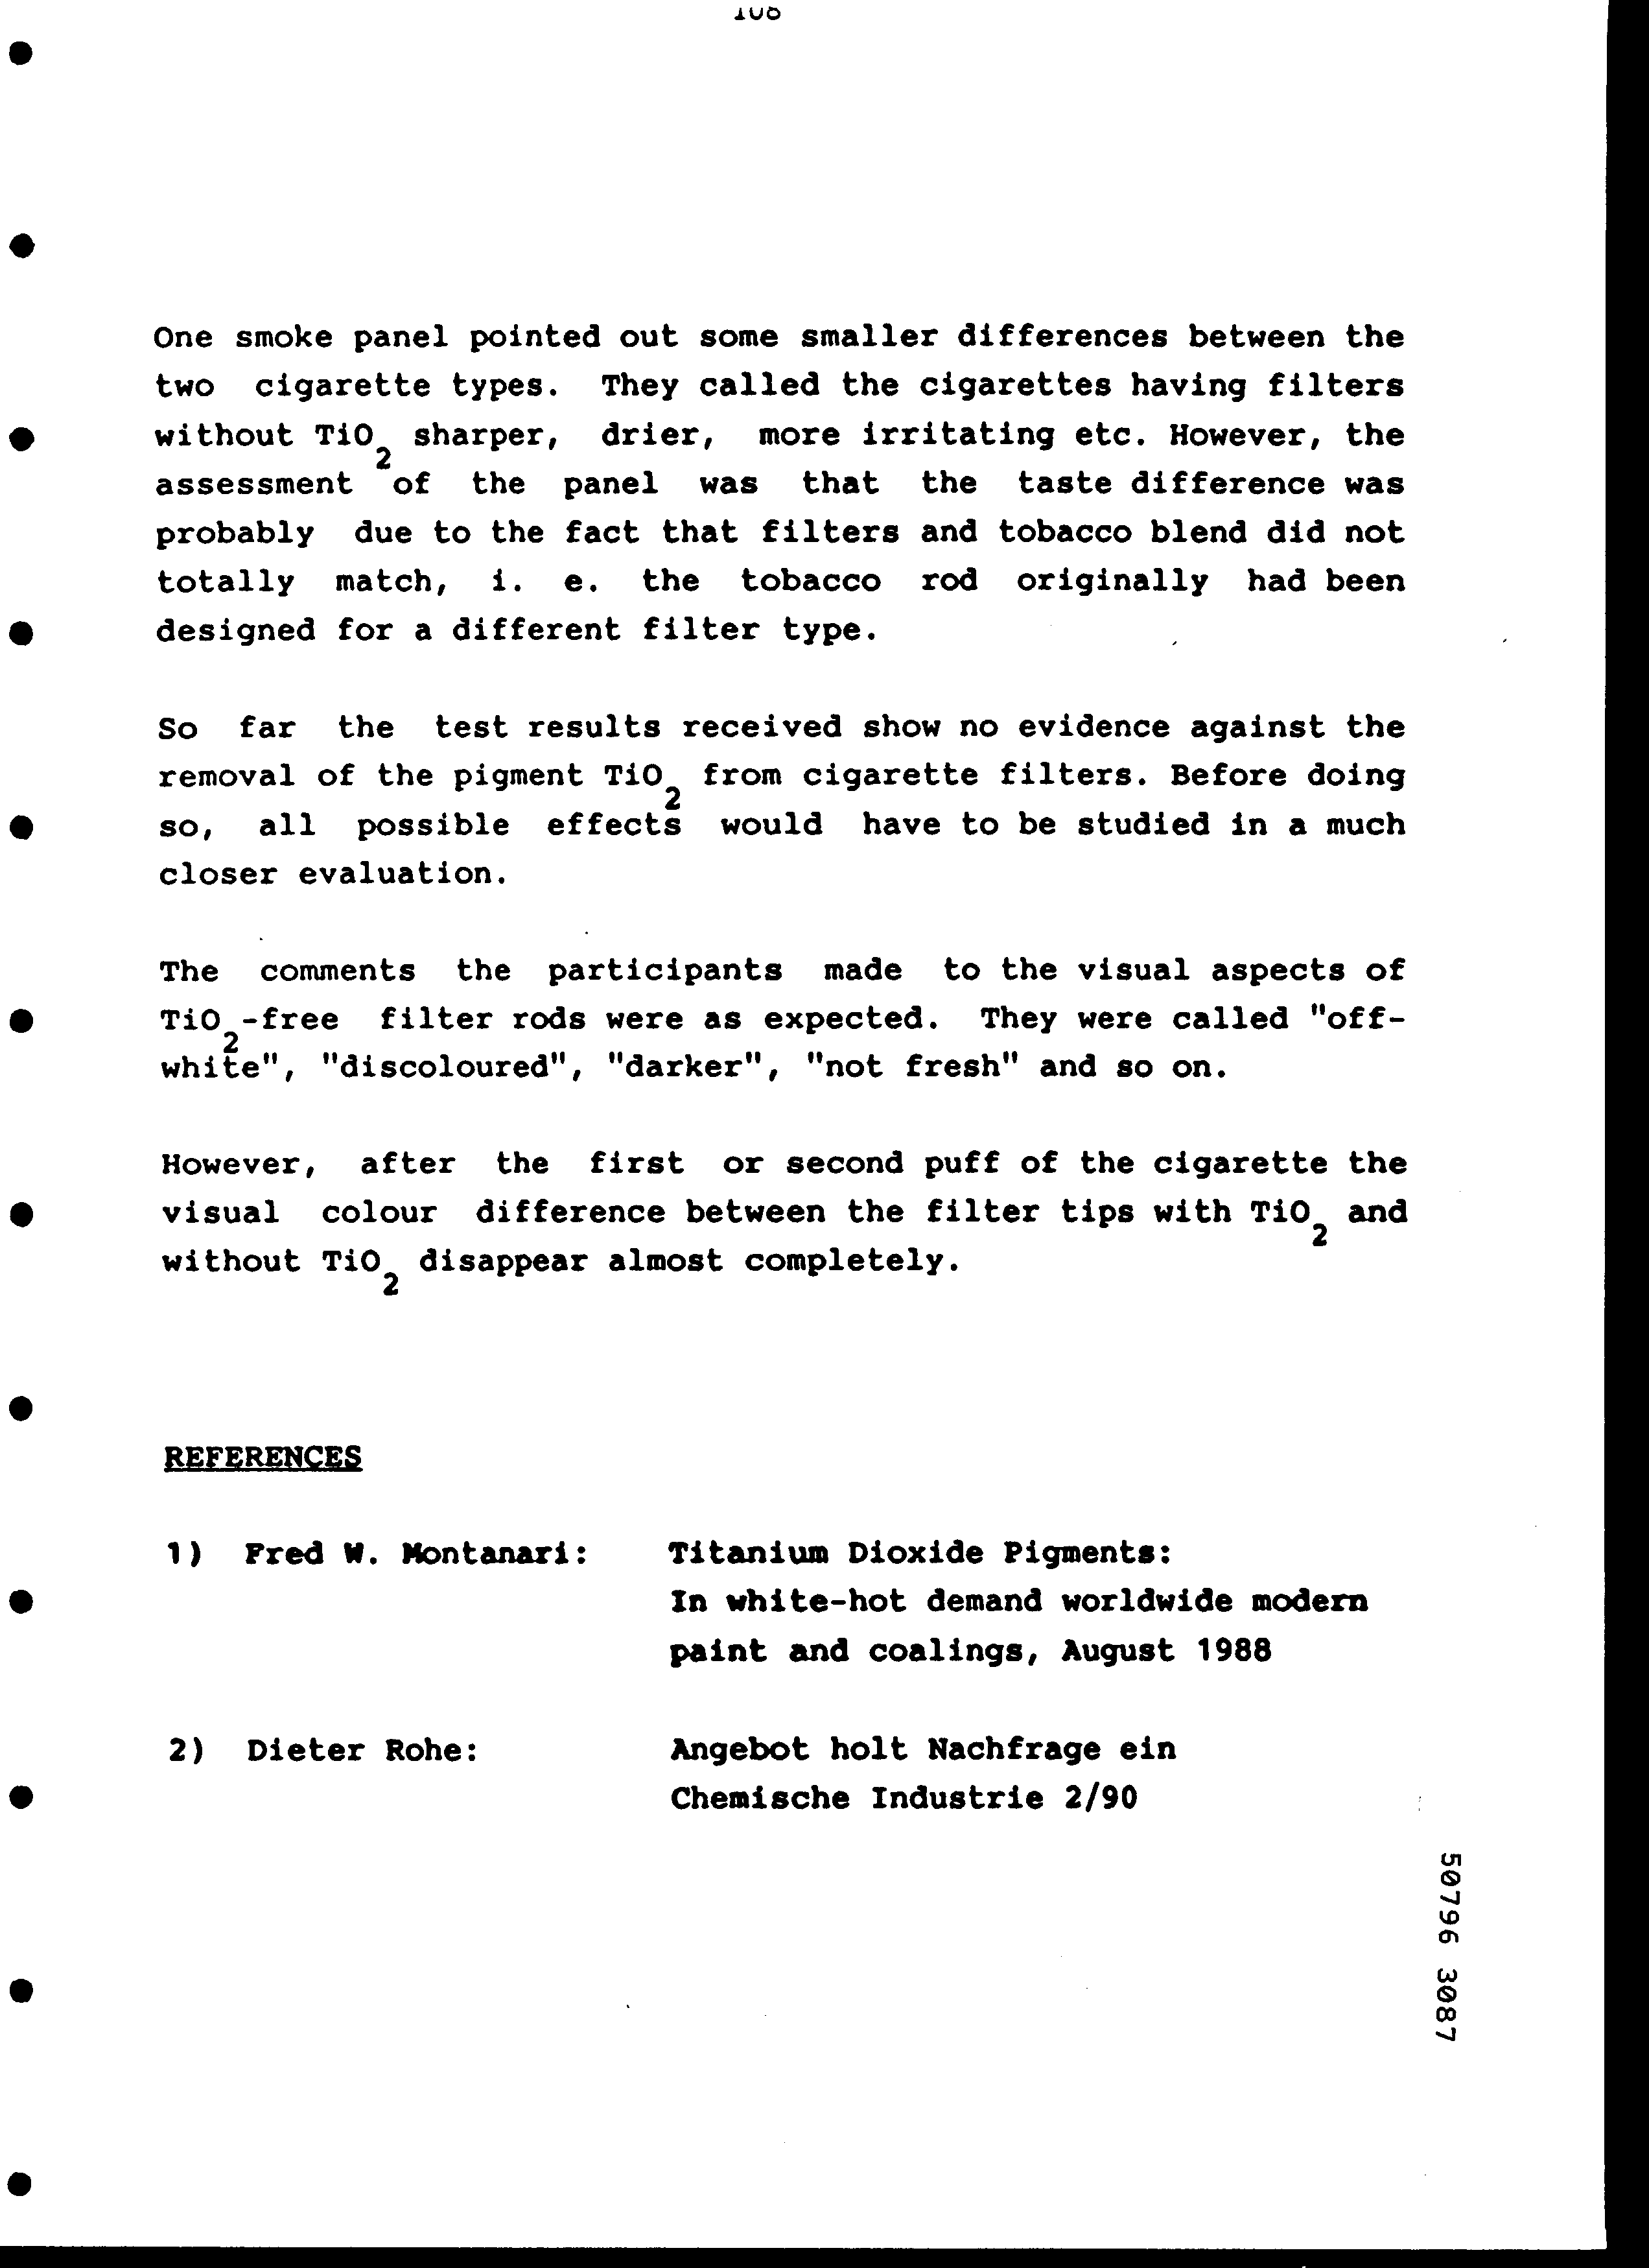 108
One smoke panel pointed out some smaller differences between the
two cigarette types. They called the cigarettes having filters
without TiO2 sharper, drier, more irritating etc. However, the
assessment of the panel was that the taste difference was
probably due to the fact that filters and tobacco blend did not
totally match, i. e. the tobacco rod originally had been
designed for a different filter type.
So far the test results received show no evidence against the
removal of the pigment TiO2 from cigarette filters. Before doing
so, all possible effects would have to be studied in a much
closer evaluation.
The comments the participants made to the visual aspects of
TiO2-free filter rods were as expected. They were called "off-
white", "discoloured", "darker", "not fresh" and so on.
However, after the first or second puff of the cigarette the
visual colour difference between the filter tips with TiO2 and
without TiO2 disappear almost completely.
REFERENCES
1) Fred W. Montanari: Titanium Dioxide Pigments:
In white-hot demand worldwide modern
paint and coalings, August 1988
2) Dieter Rohe: Angebot holt Nachfrage ein
Chemische Industrie 2/90
50796 3087